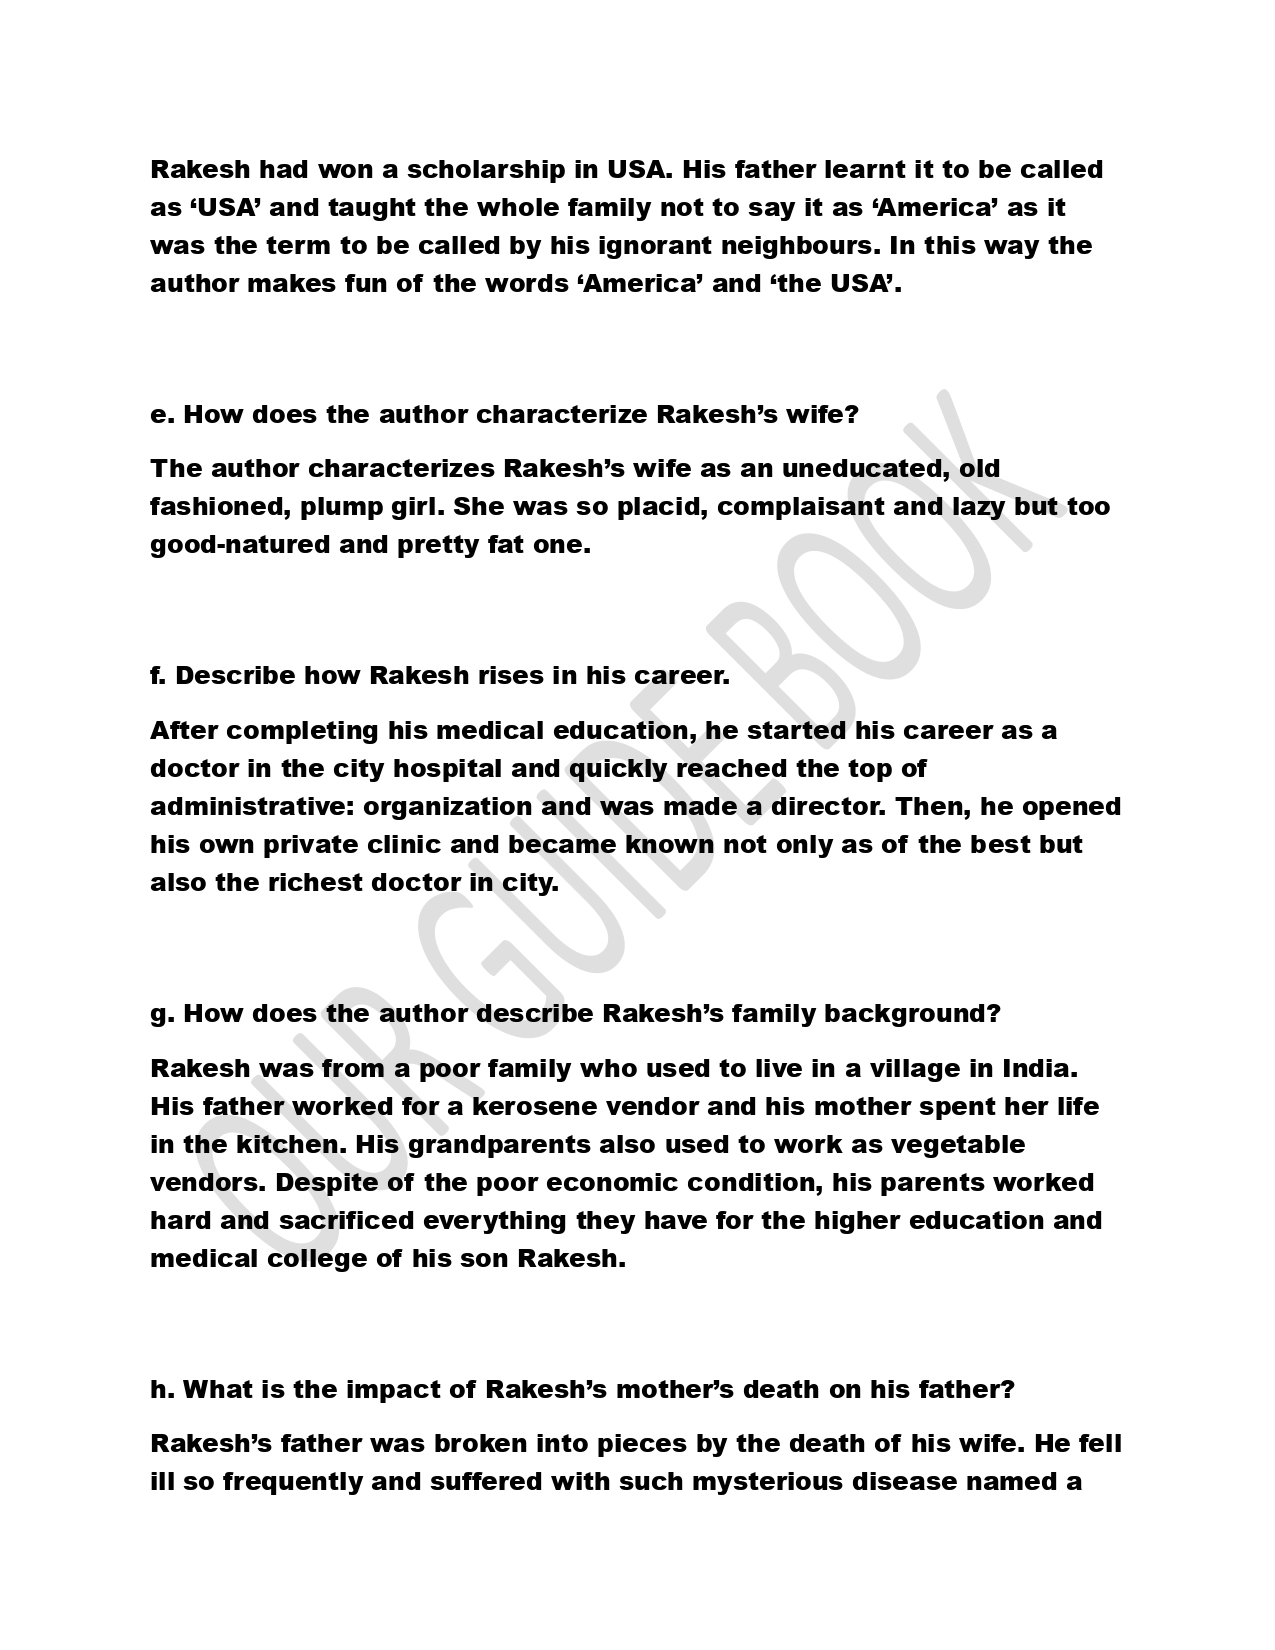 Rakesh had won a scholarship in USA. His father learnt it to be called
as ‘USA’ and taught the whole family not to say it as ‘America’ as it
was the term to be called by his ignorant neighbours. In this way the
author makes fun of the words ‘America’ and ‘the USA’.
e. How does the author characterize Rakesh’s wife?
The author characterizes Rakesh’s wife as an uneducated, old
fashioned, plump girl. She was so placid, complaisant and lazy but too
good-natured and pretty fat one.
f. Describe how Rakesh rises in his career.
After completing his medical education, he started his career as a
doctor in the city hospital and quickly reached the top of
administrative: organization and was made a director. Then, he opened
his own private clinic and became known not only as of the best but
also the richest doctor in city.
g. How does the author describe Rakesh’s family background?
Rakesh was from a poor family who used to live in a village in India.
His father worked for a kerosene vendor and his mother spent her life
in the kitchen. His grandparents also used to work as vegetable
vendors. Despite of the poor economic condition, his parents worked
hard and sacrificed everything they have for the higher education and
medical college of his son Rakesh.
h. What is the impact of Rakesh’s mother’s death on his father?
Rakesh’s father was broken into pieces by the death of his wife. He fell
ill so frequently and suffered with such mysterious disease named a
OUR GUIDE BOOK